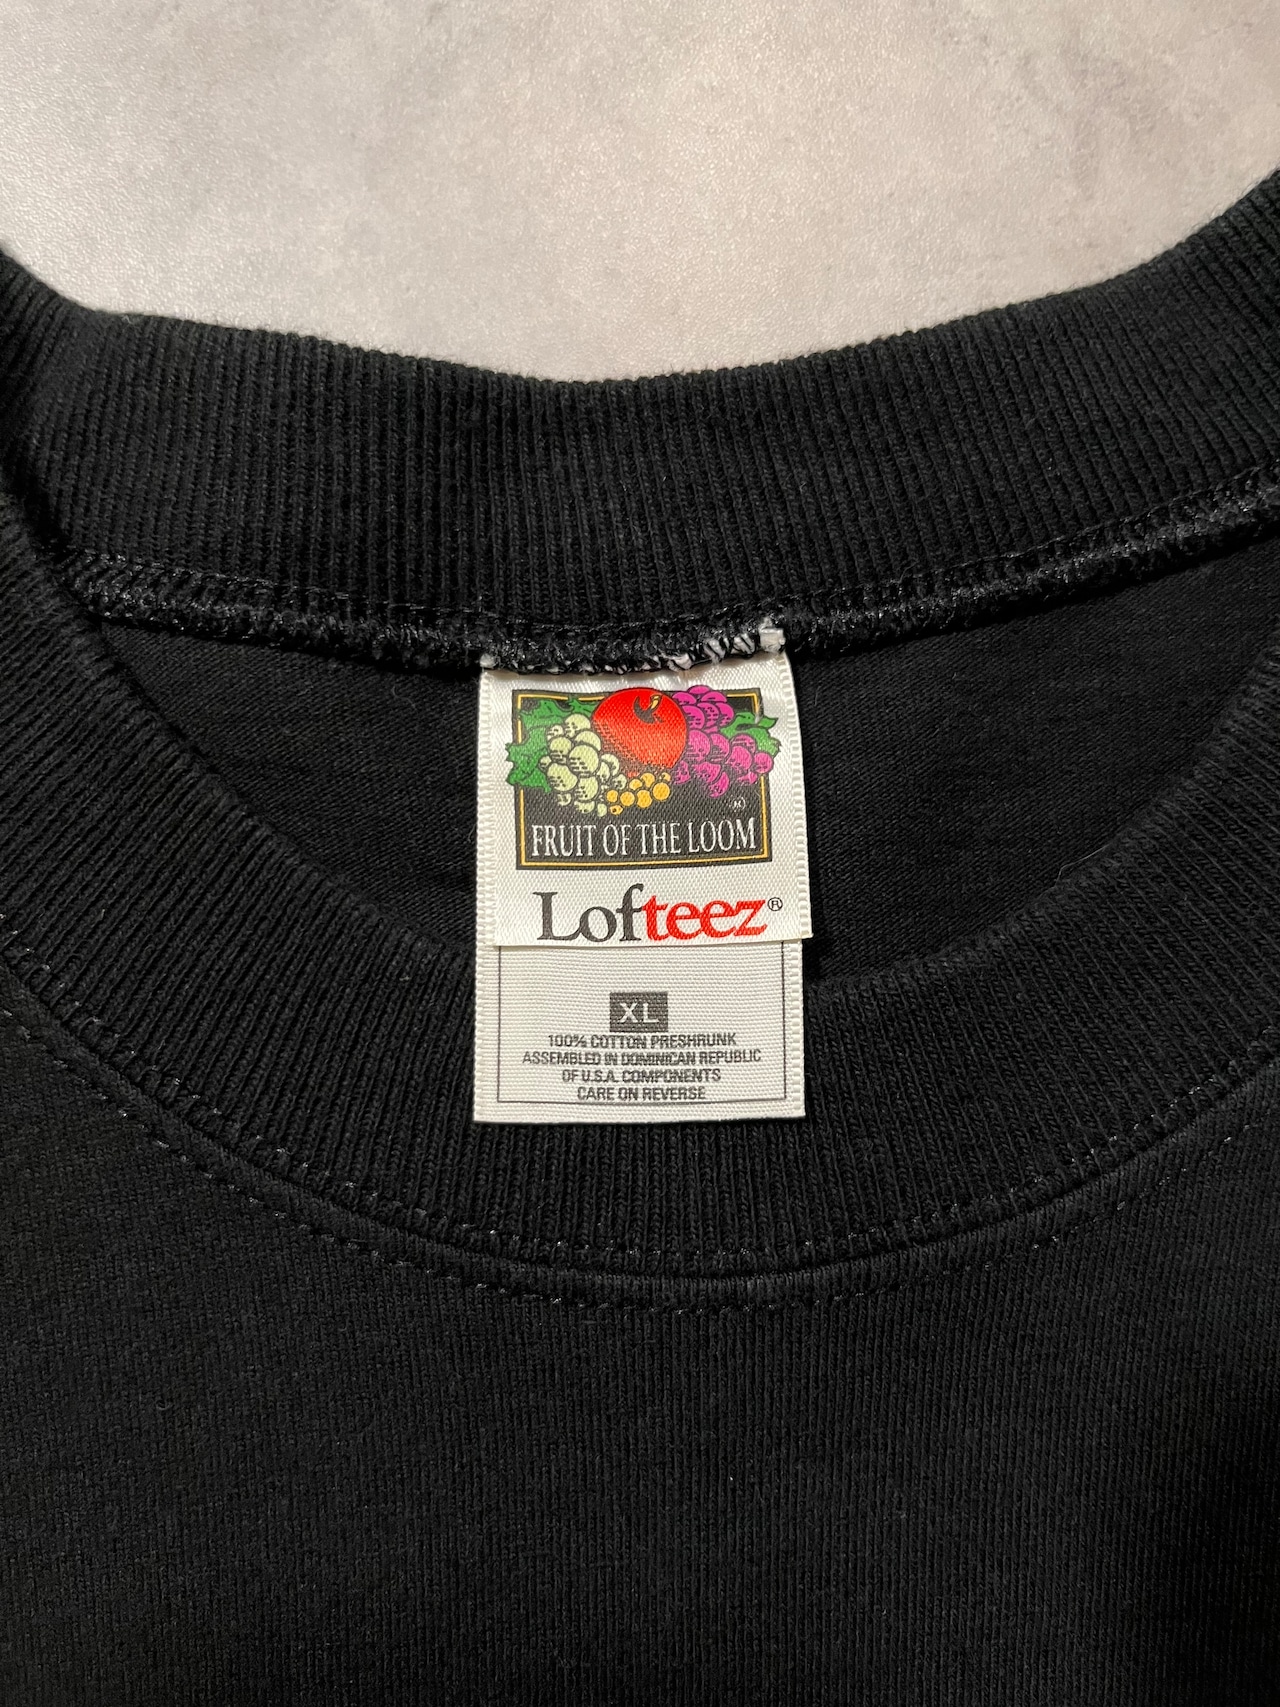 FRUIT OF THE LOOM
Lofteez®
XL
100% COTTON PRESHRUNK
ASSEMBLED IN DOMINICAN REPUBLIC
OF U.S.A. COMPONENTS
CARE ON REVERSE